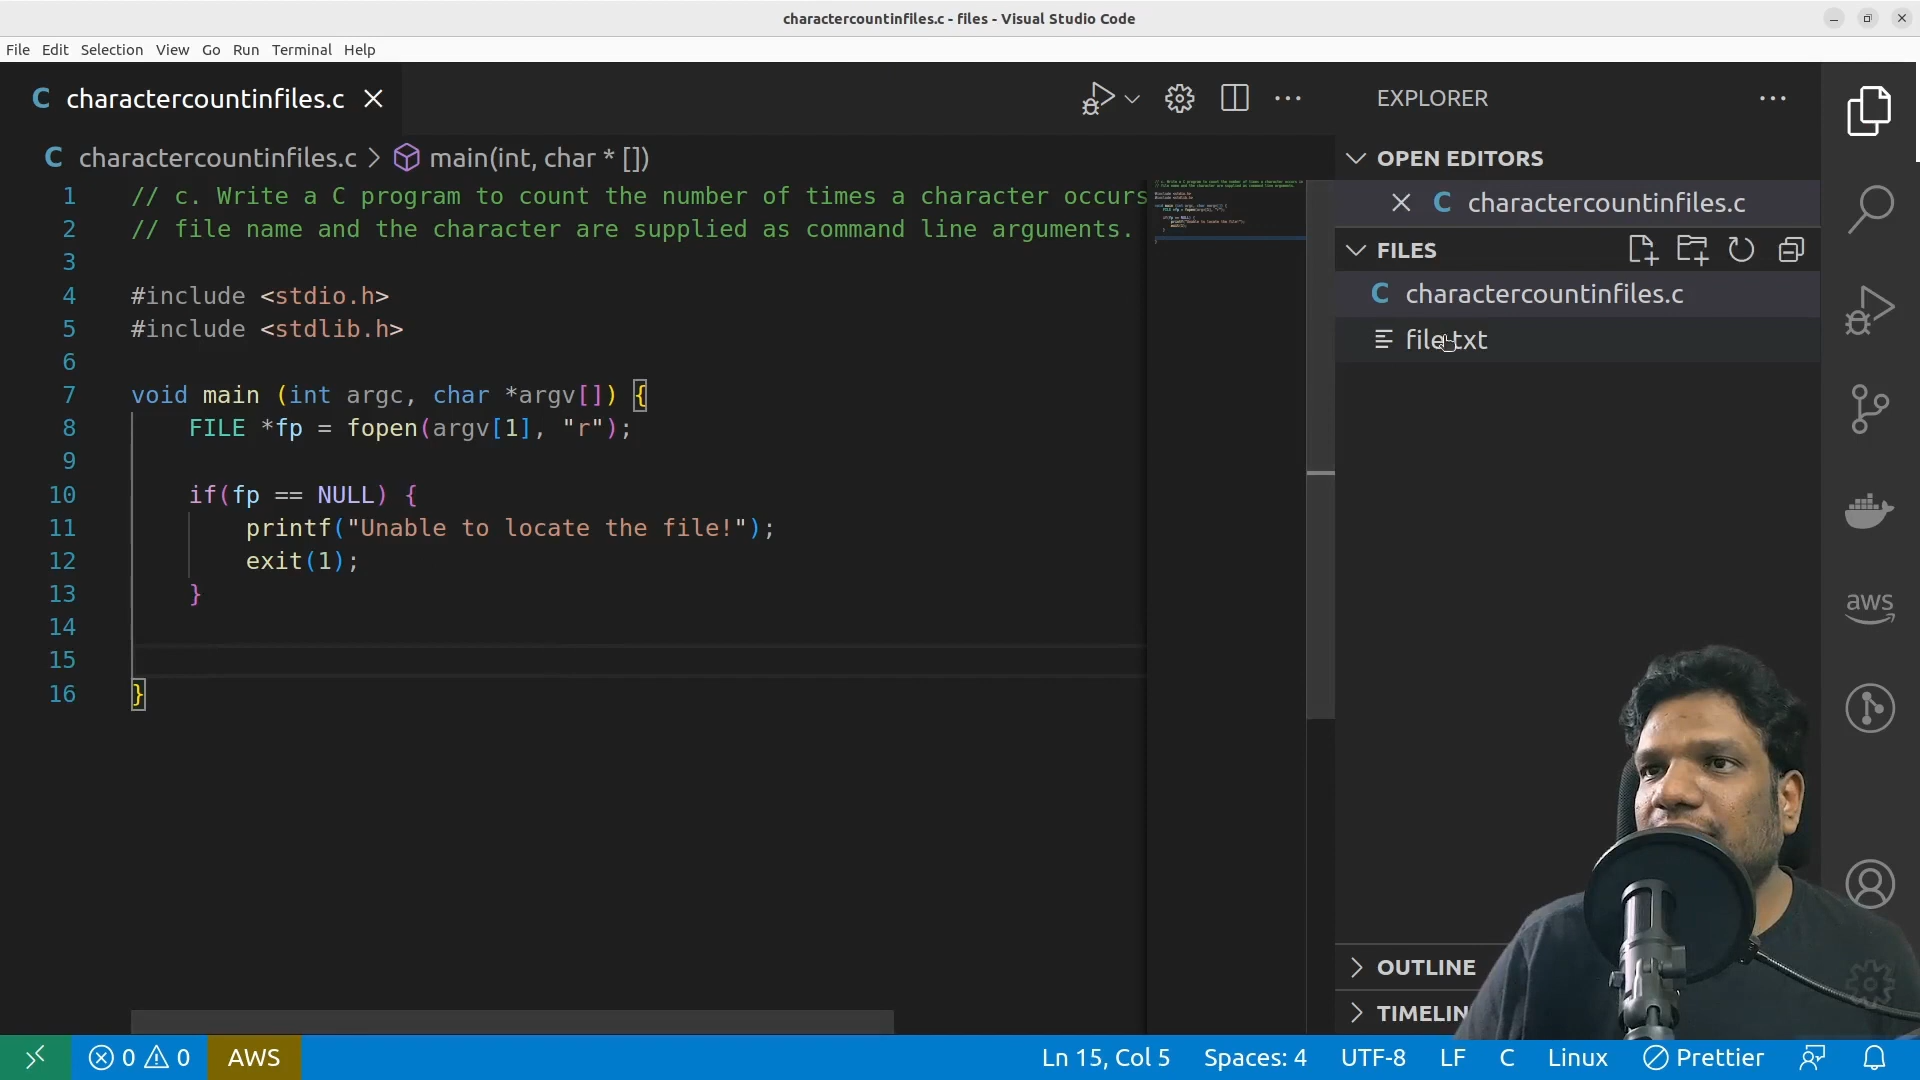 charactercountinfiles.c - files - Visual Studio Code
File Edit Selection View Go Run Terminal Help
C charactercountinfiles.c
C charactercountinfiles.c > main(int, char * [])
1 // c. Write a C program to count the number of times a character occurs
2 // file name and the character are supplied as command line arguments.
3
4 #include <stdio.h>
5 #include <stdlib.h>
6
7 void main (int argc, char *argv[]) {
8 FILE *fp = fopen(argv[1], "r");
9
10 if(fp == NULL) {
11 printf("Unable to locate the file!");
12 exit(1);
13 }
14
15
16 }
EXPLORER
OPEN EDITORS
C charactercountinfiles.c
FILES
C charactercountinfiles.c
file.txt
OUTLINE
TIMELIN
aws
0 0 AWS Ln 15, Col 5 Spaces: 4 UTF-8 LF C Linux Prettier